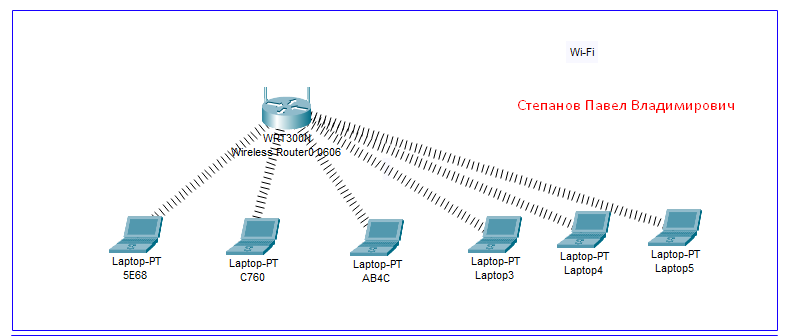 Wi-Fi
Степанов Павел Владимирович
WRT300N
Wireless Router0 0606
Laptop-PT
5E68
Laptop-PT
C760
Laptop-PT
AB4C
Laptop-PT
Laptop3
Laptop-PT
Laptop4
Laptop-PT
Laptop5